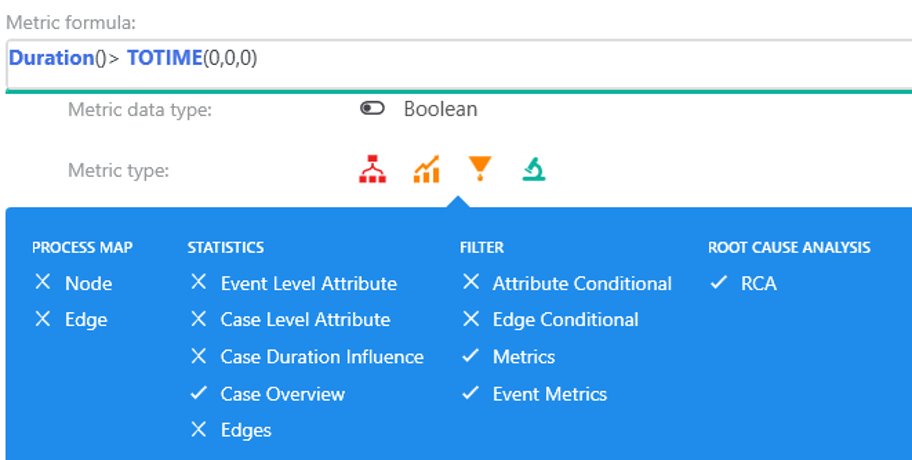 Metric formula:
Duration()> TOTIME(0,0,0)
Metric data type: Boolean
Metric type:
PROCESS MAP
Node
Edge
STATISTICS
Event Level Attribute
Case Level Attribute
Case Duration Influence
Case Overview
Edges
FILTER
Attribute Conditional
Edge Conditional
Metrics
Event Metrics
ROOT CAUSE ANALYSIS
RCA